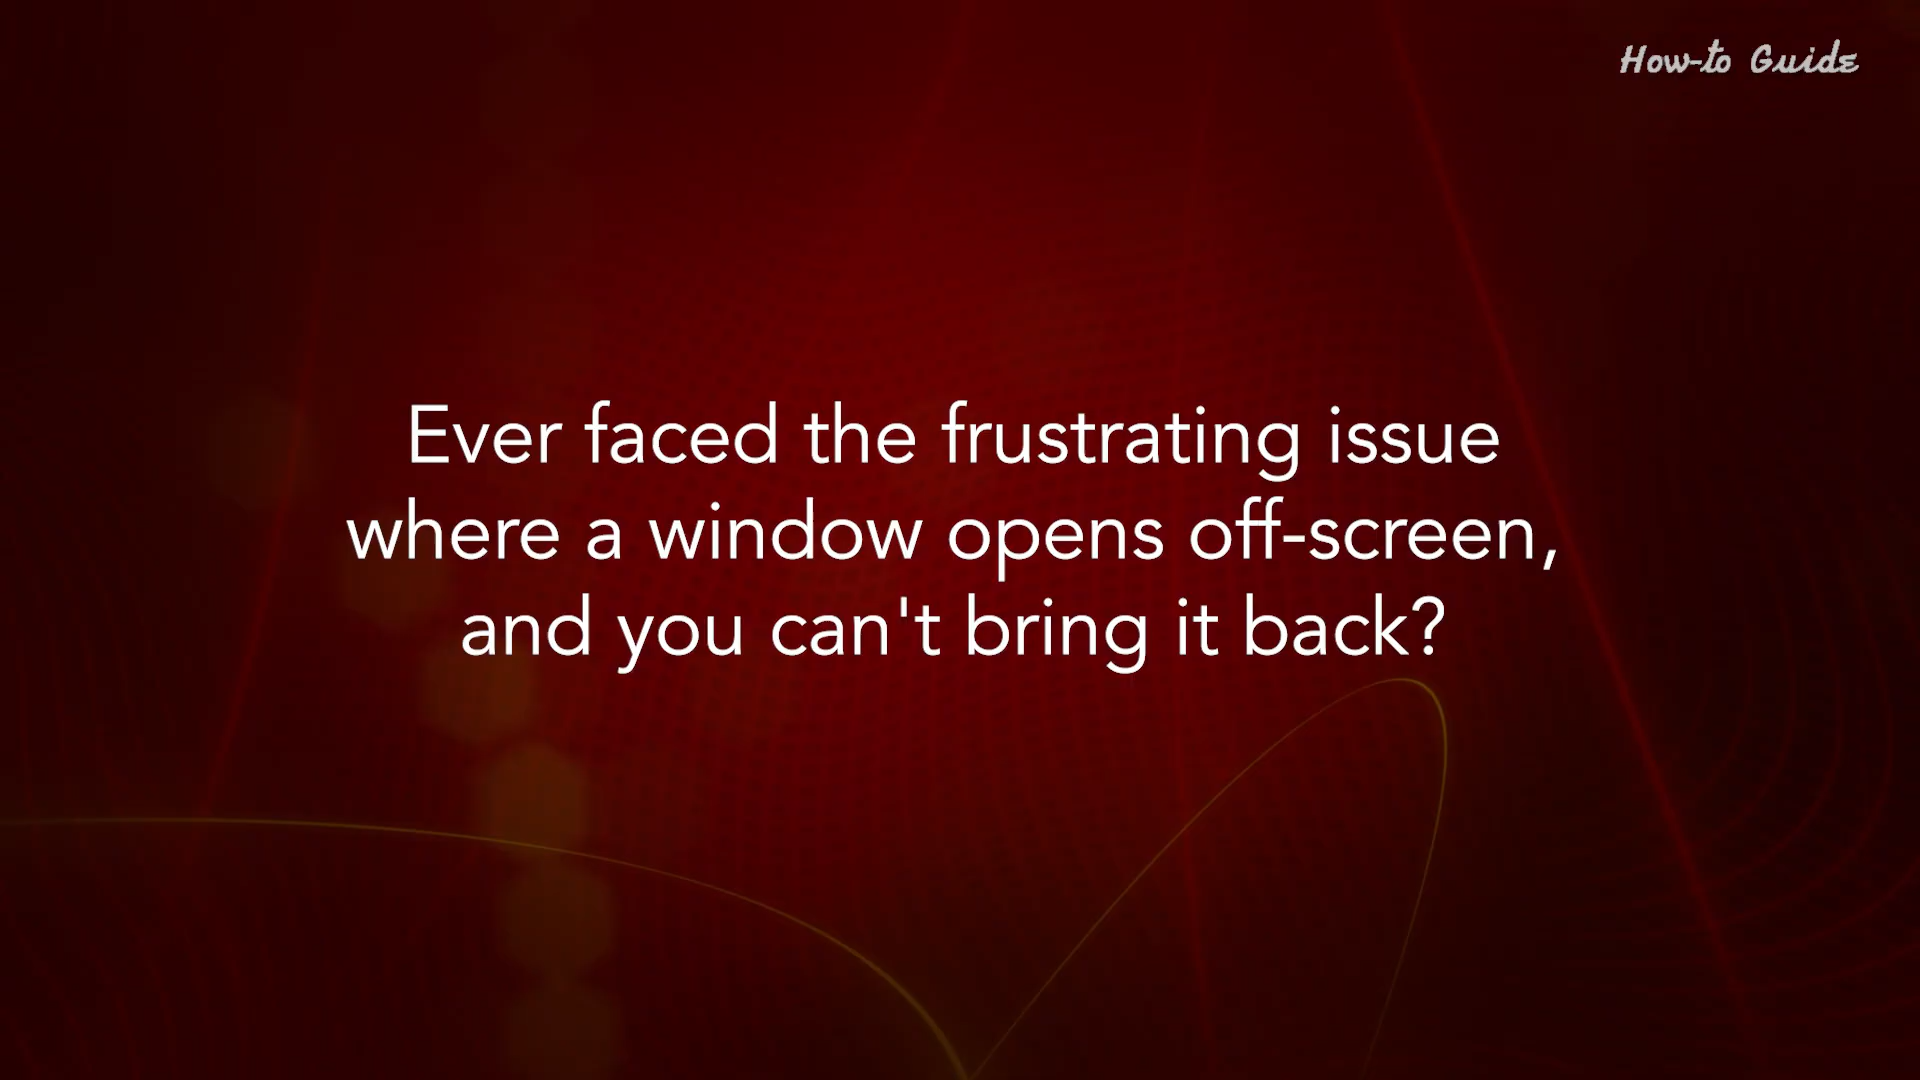 How-to Guide
Ever faced the frustrating issue
where a window opens off-screen,
and you can't bring it back?